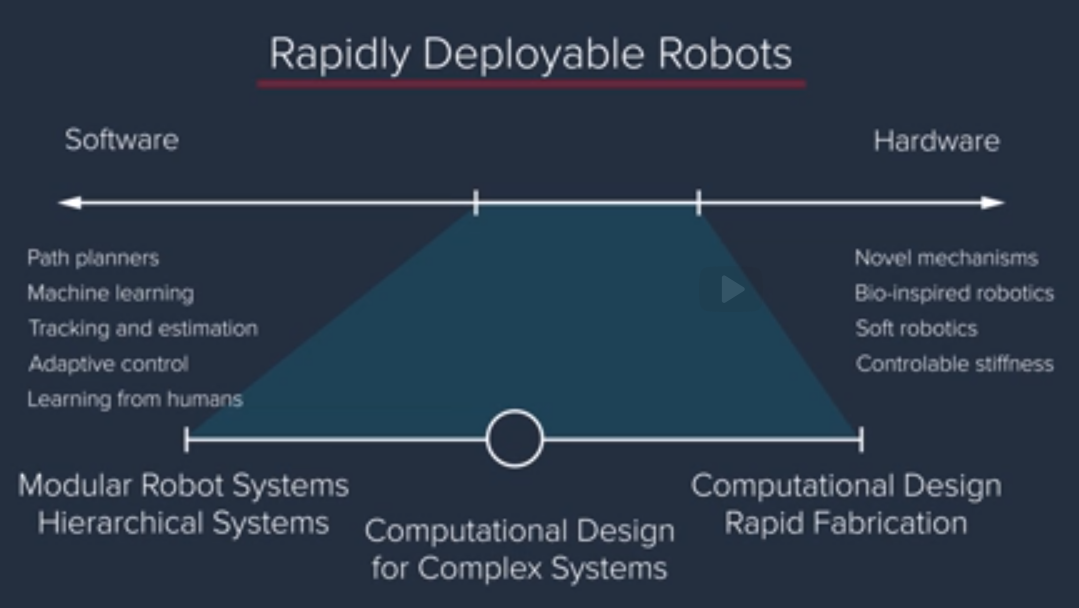 Rapidly Deployable Robots
Software
Hardware
Path planners
Machine learning
Tracking and estimation
Adaptive control
Learning from humans
Novel mechanisms
Bio-inspired robotics
Soft robotics
Controlable stiffness
Modular Robot Systems
Hierarchical Systems
Computational Design
for Complex Systems
Computational Design
Rapid Fabrication